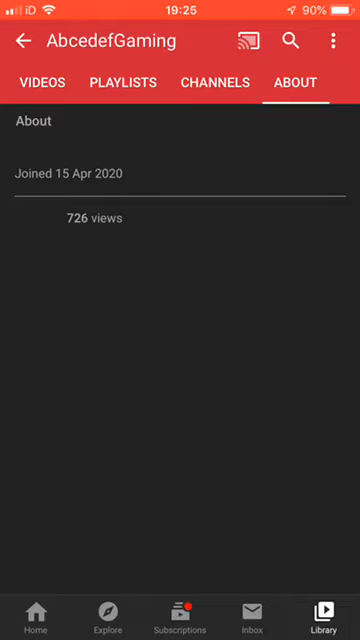 iD 19:25 90%
AbcedefGaming
VIDEOS PLAYLISTS CHANNELS ABOUT
About
Joined 15 Apr 2020
726 views
Home Explore Subscriptions Inbox Library